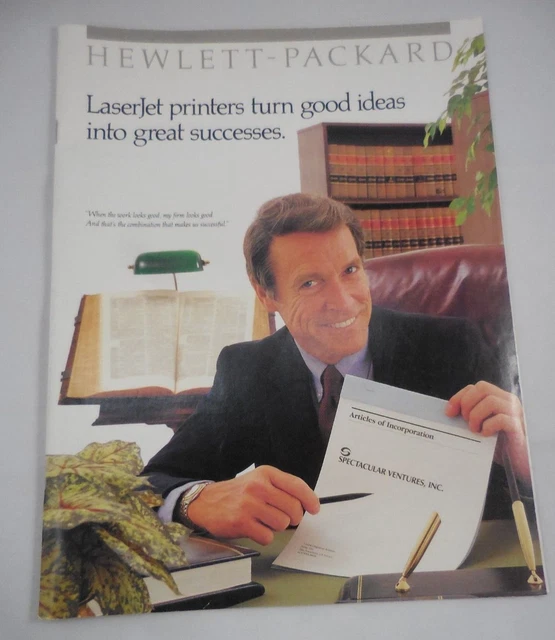 HEWLETT-PACKARD
LaserJet printers turn good ideas
into great successes.
"When the work looks good, my firm looks good.
And that's the combination that makes us successful."
Articles of Incorporation
SPECTACULAR VENTURES, INC.